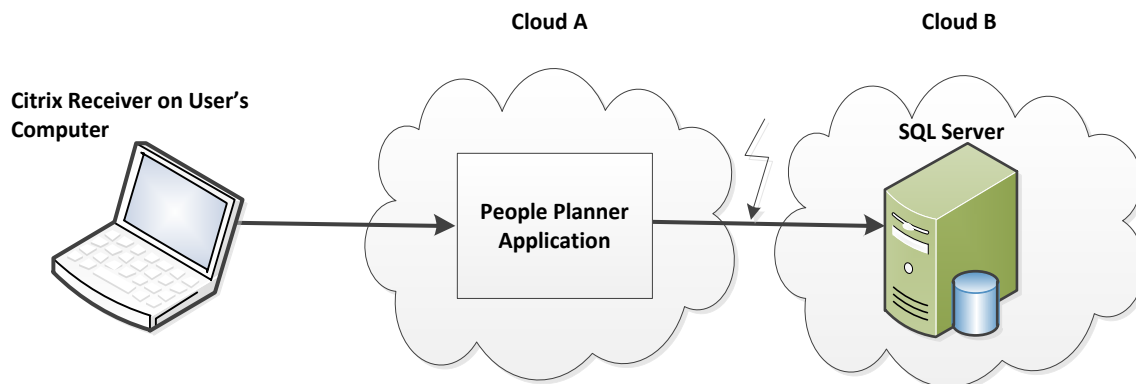 Cloud A
Cloud B
Citrix Receiver on User’s
Computer
SQL Server
People Planner
Application